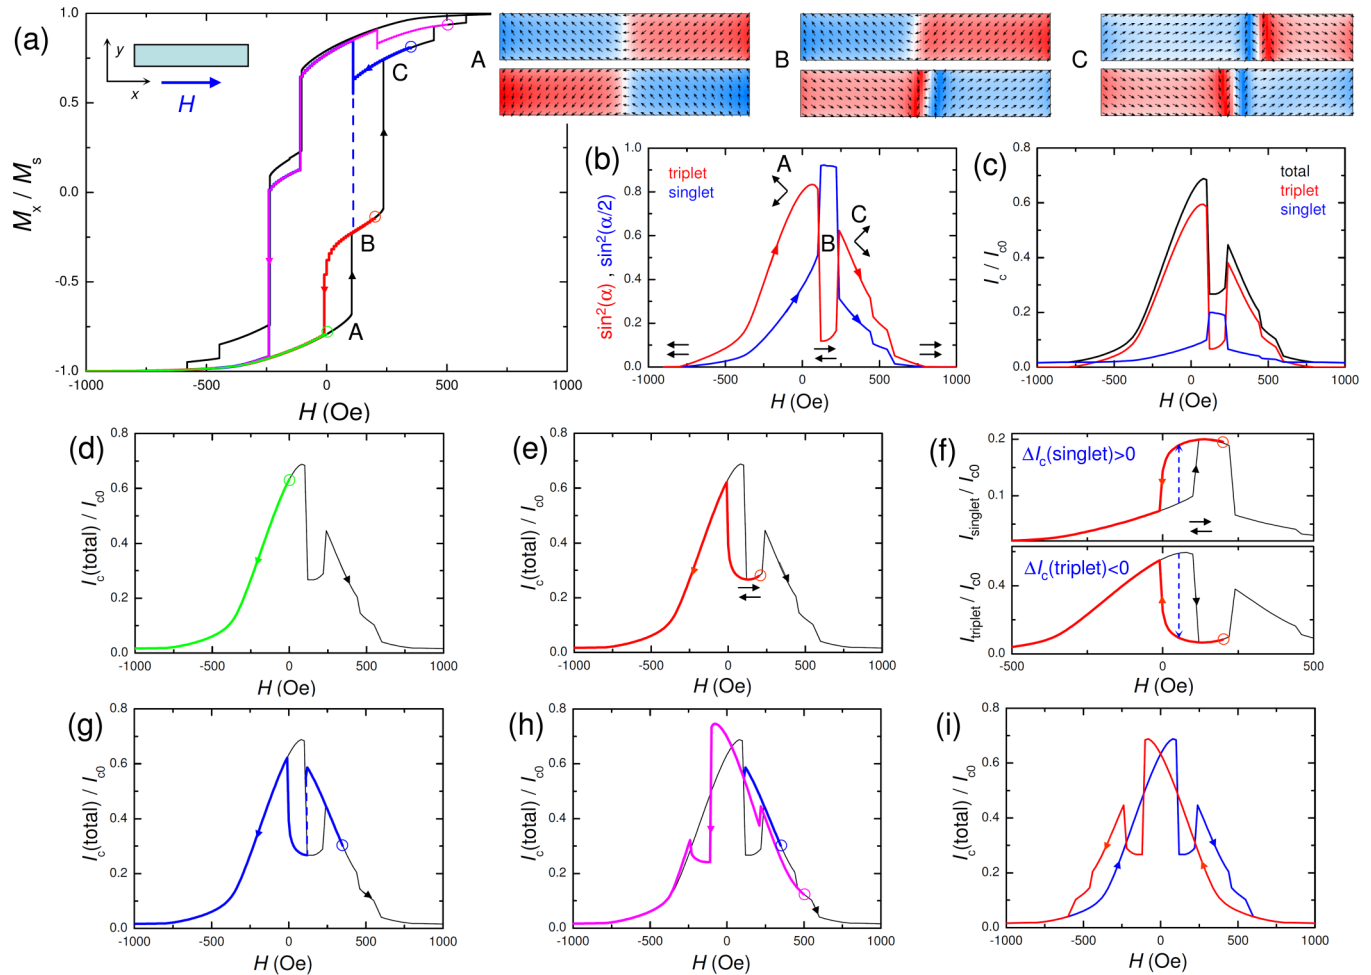 (a)
y
x
H
A
B
C
M_x / M_s
1.0
0.5
0.0
-0.5
-1.0
-1000
-500
0
500
1000
H (Oe)
A
B
C
(b)
triplet
singlet
A
B
C
sin²(α) , sin²(α/2)
1.0
0.8
0.6
0.4
0.2
0.0
-1000
-500
0
500
1000
H (Oe)
(c)
total
triplet
singlet
I_c / I_c0
0.8
0.6
0.4
0.2
0.0
-1000
-500
0
500
1000
H (Oe)
(d)
I_c(total) / I_c0
0.8
0.6
0.4
0.2
0.0
-1000
-500
0
500
1000
H (Oe)
(e)
I_c(total) / I_c0
0.8
0.6
0.4
0.2
0.0
-1000
-500
0
500
1000
H (Oe)
(f)
ΔI_c(singlet)>0
I_singlet / I_c0
0.2
0.1
ΔI_c(triplet)<0
I_triplet / I_c0
0.4
0.0
-500
0
500
H (Oe)
(g)
I_c(total) / I_c0
0.8
0.6
0.4
0.2
0.0
-1000
-500
0
500
1000
H (Oe)
(h)
I_c(total) / I_c0
0.8
0.6
0.4
0.2
0.0
-1000
-500
0
500
1000
H (Oe)
(i)
I_c(total) / I_c0
0.8
0.6
0.4
0.2
0.0
-1000
-500
0
500
1000
H (Oe)